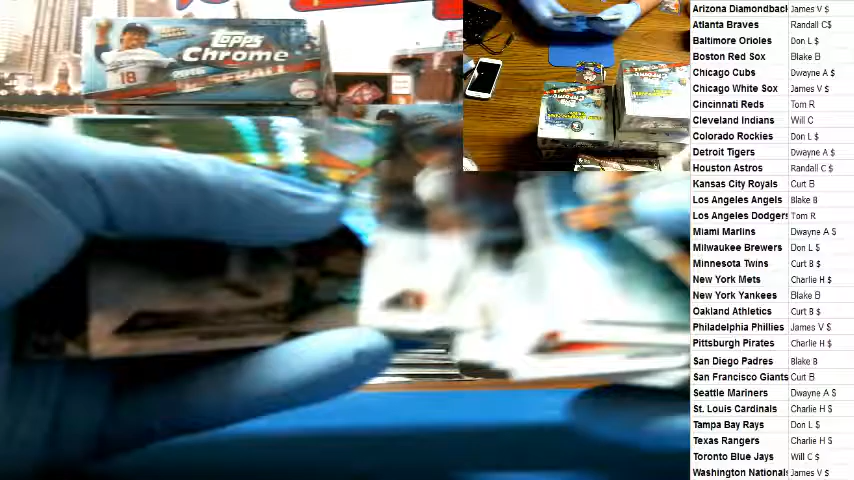 Topps
Chrome
2016
BASEBALL
18
Arizona Diamondback James V $
Atlanta Braves Randall C$
Baltimore Orioles Don L $
Boston Red Sox Blake B
Chicago Cubs Dwayne A $
Chicago White Sox James V $
Cincinnati Reds Tom R
Cleveland Indians Will C
Colorado Rockies Don L $
Detroit Tigers Dwayne A $
Houston Astros Randall C $
Kansas City Royals Curt B
Los Angeles Angels Blake B
Los Angeles Dodgers Tom R
Miami Marlins Dwayne A $
Milwaukee Brewers Don L $
Minnesota Twins Curt B $
New York Mets Charlie H $
New York Yankees Blake B
Oakland Athletics Curt B $
Philadelphia Phillies James V $
Pittsburgh Pirates Charlie H $
San Diego Padres Blake B
San Francisco Giants Curt B
Seattle Mariners Dwayne A $
St. Louis Cardinals Charlie H $
Tampa Bay Rays Don L $
Texas Rangers Charlie H $
Toronto Blue Jays Will C $
Washington Nationals James V $